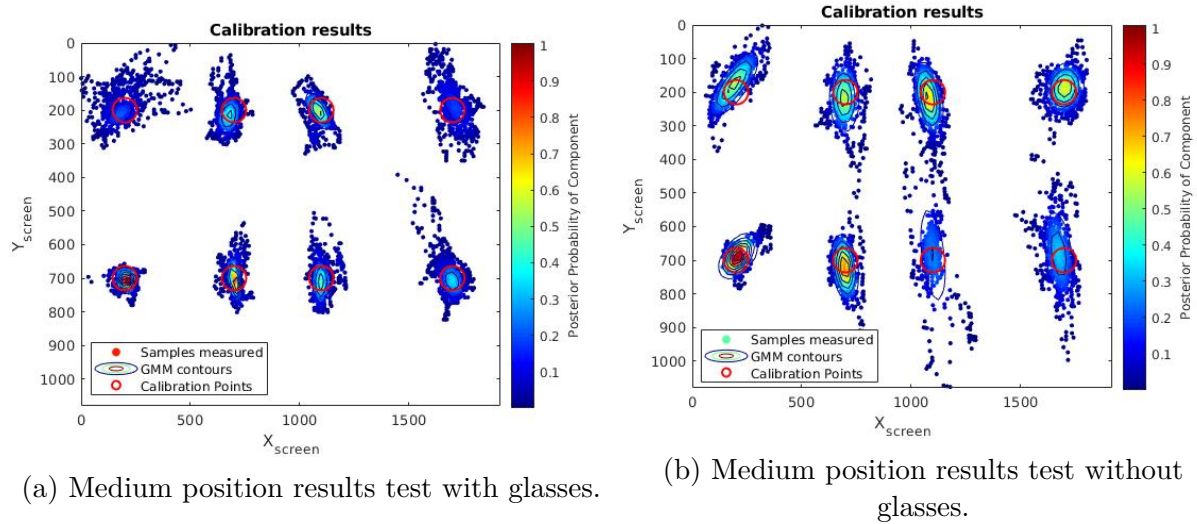 Calibration results
0
100
200
300
400
500
600
700
800
900
1000
Y_screen
0 500 1000 1500
X_screen
Samples measured
GMM contours
Calibration Points
1
0.9
0.8
0.7
0.6
0.5
0.4
0.3
0.2
0.1
Posterior Probability of Component
(a) Medium position results test with glasses.
Calibration results
0
100
200
300
400
500
600
700
800
900
1000
Y_screen
0 500 1000 1500
X_screen
Samples measured
GMM contours
Calibration Points
1
0.9
0.8
0.7
0.6
0.5
0.4
0.3
0.2
0.1
Posterior Probability of Component
(b) Medium position results test without
glasses.